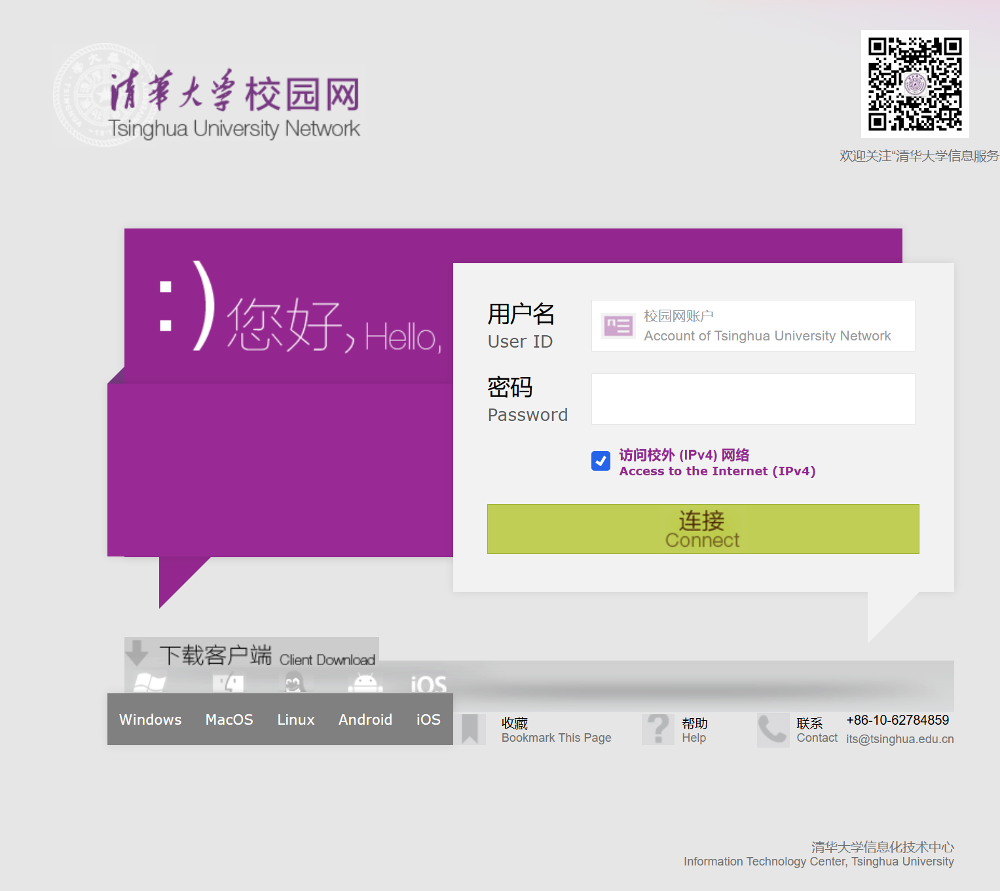 清华大学校园网
Tsinghua University Network
欢迎关注“清华大学信息服务
:)您好, Hello,
用户名
User ID
校园网账户
Account of Tsinghua University Network
密码
Password
访问校外 (IPv4) 网络
Access to the Internet (IPv4)
连接
Connect
下载客户端 Client Download
iOS
Windows MacOS Linux Android iOS
收藏
Bookmark This Page
帮助
Help
联系
Contact
+86-10-62784859
its@tsinghua.edu.cn
清华大学信息化技术中心
Information Technology Center, Tsinghua University